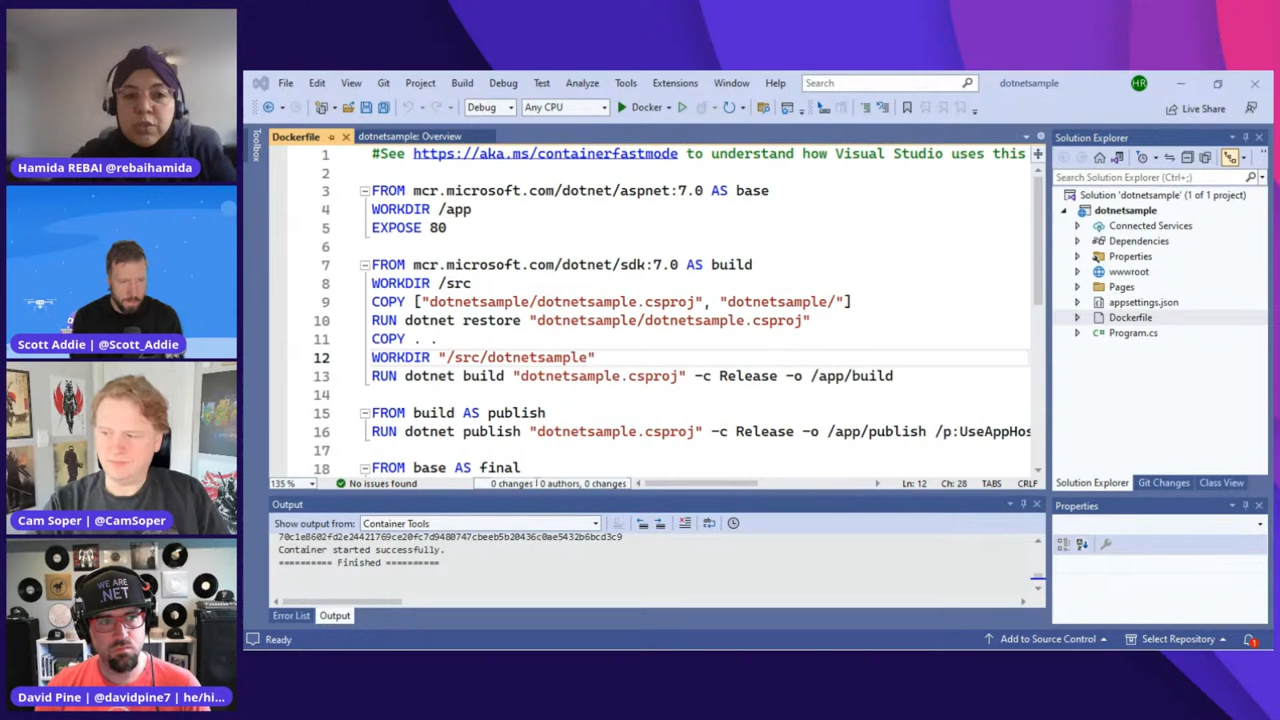 Hamida REBAI @rebaihamida
Scott Addie | @Scott_Addie
Cam Soper | @CamSoper
WE ARE
.NET
David Pine | @davidpine7 | he/hi...
File Edit View Git Project Build Debug Test Analyze Tools Extensions Window Help Search dotnetsample HR
Debug Any CPU Docker Live Share
Toolbox
Dockerfile dotnetsample: Overview
1 #See https://aka.ms/containerfastmode to understand how Visual Studio uses this
2
3 FROM mcr.microsoft.com/dotnet/aspnet:7.0 AS base
4 WORKDIR /app
5 EXPOSE 80
6
7 FROM mcr.microsoft.com/dotnet/sdk:7.0 AS build
8 WORKDIR /src
9 COPY ["dotnetsample/dotnetsample.csproj", "dotnetsample/"]
10 RUN dotnet restore "dotnetsample/dotnetsample.csproj"
11 COPY . .
12 WORKDIR "/src/dotnetsample"
13 RUN dotnet build "dotnetsample.csproj" -c Release -o /app/build
14
15 FROM build AS publish
16 RUN dotnet publish "dotnetsample.csproj" -c Release -o /app/publish /p:UseAppHos
17
18 FROM base AS final
135 % No issues found 0 changes | 0 authors, 0 changes Ln: 12 Ch: 28 TABS CRLF
Output
Show output from: Container Tools
70c1e8602fd2e24421769ce20fc7d9480747cbeeb5b20436c0ae5432b6bcd3c9
Container started successfully.
========== Finished ==========
Error List Output
Solution Explorer
Search Solution Explorer (Ctrl+;)
Solution 'dotnetsample' (1 of 1 project)
dotnetsample
Connected Services
Dependencies
Properties
wwwroot
Pages
appsettings.json
Dockerfile
Program.cs
Solution Explorer Git Changes Class View
Properties
Ready Add to Source Control Select Repository 1